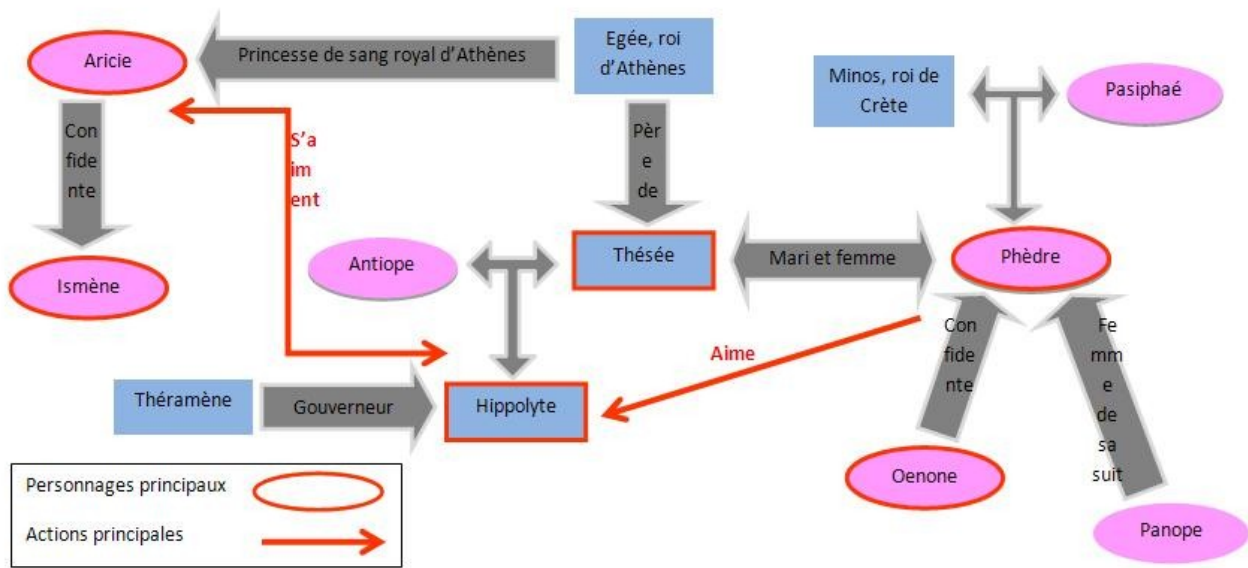 Aricie
Princesse de sang royal d'Athènes
Egée, roi
d'Athènes
Minos, roi de
Crète
Pasiphaé
Con
fide
nte
S'a
im
ent
Pèr
e
de
Ismène
Antiope
Thésée
Mari et femme
Phèdre
Aime
Con
fide
nte
Fe
mm
e
de
sa
suit
Théramène
Gouverneur
Hippolyte
Oenone
Panope
Personnages principaux
Actions principales